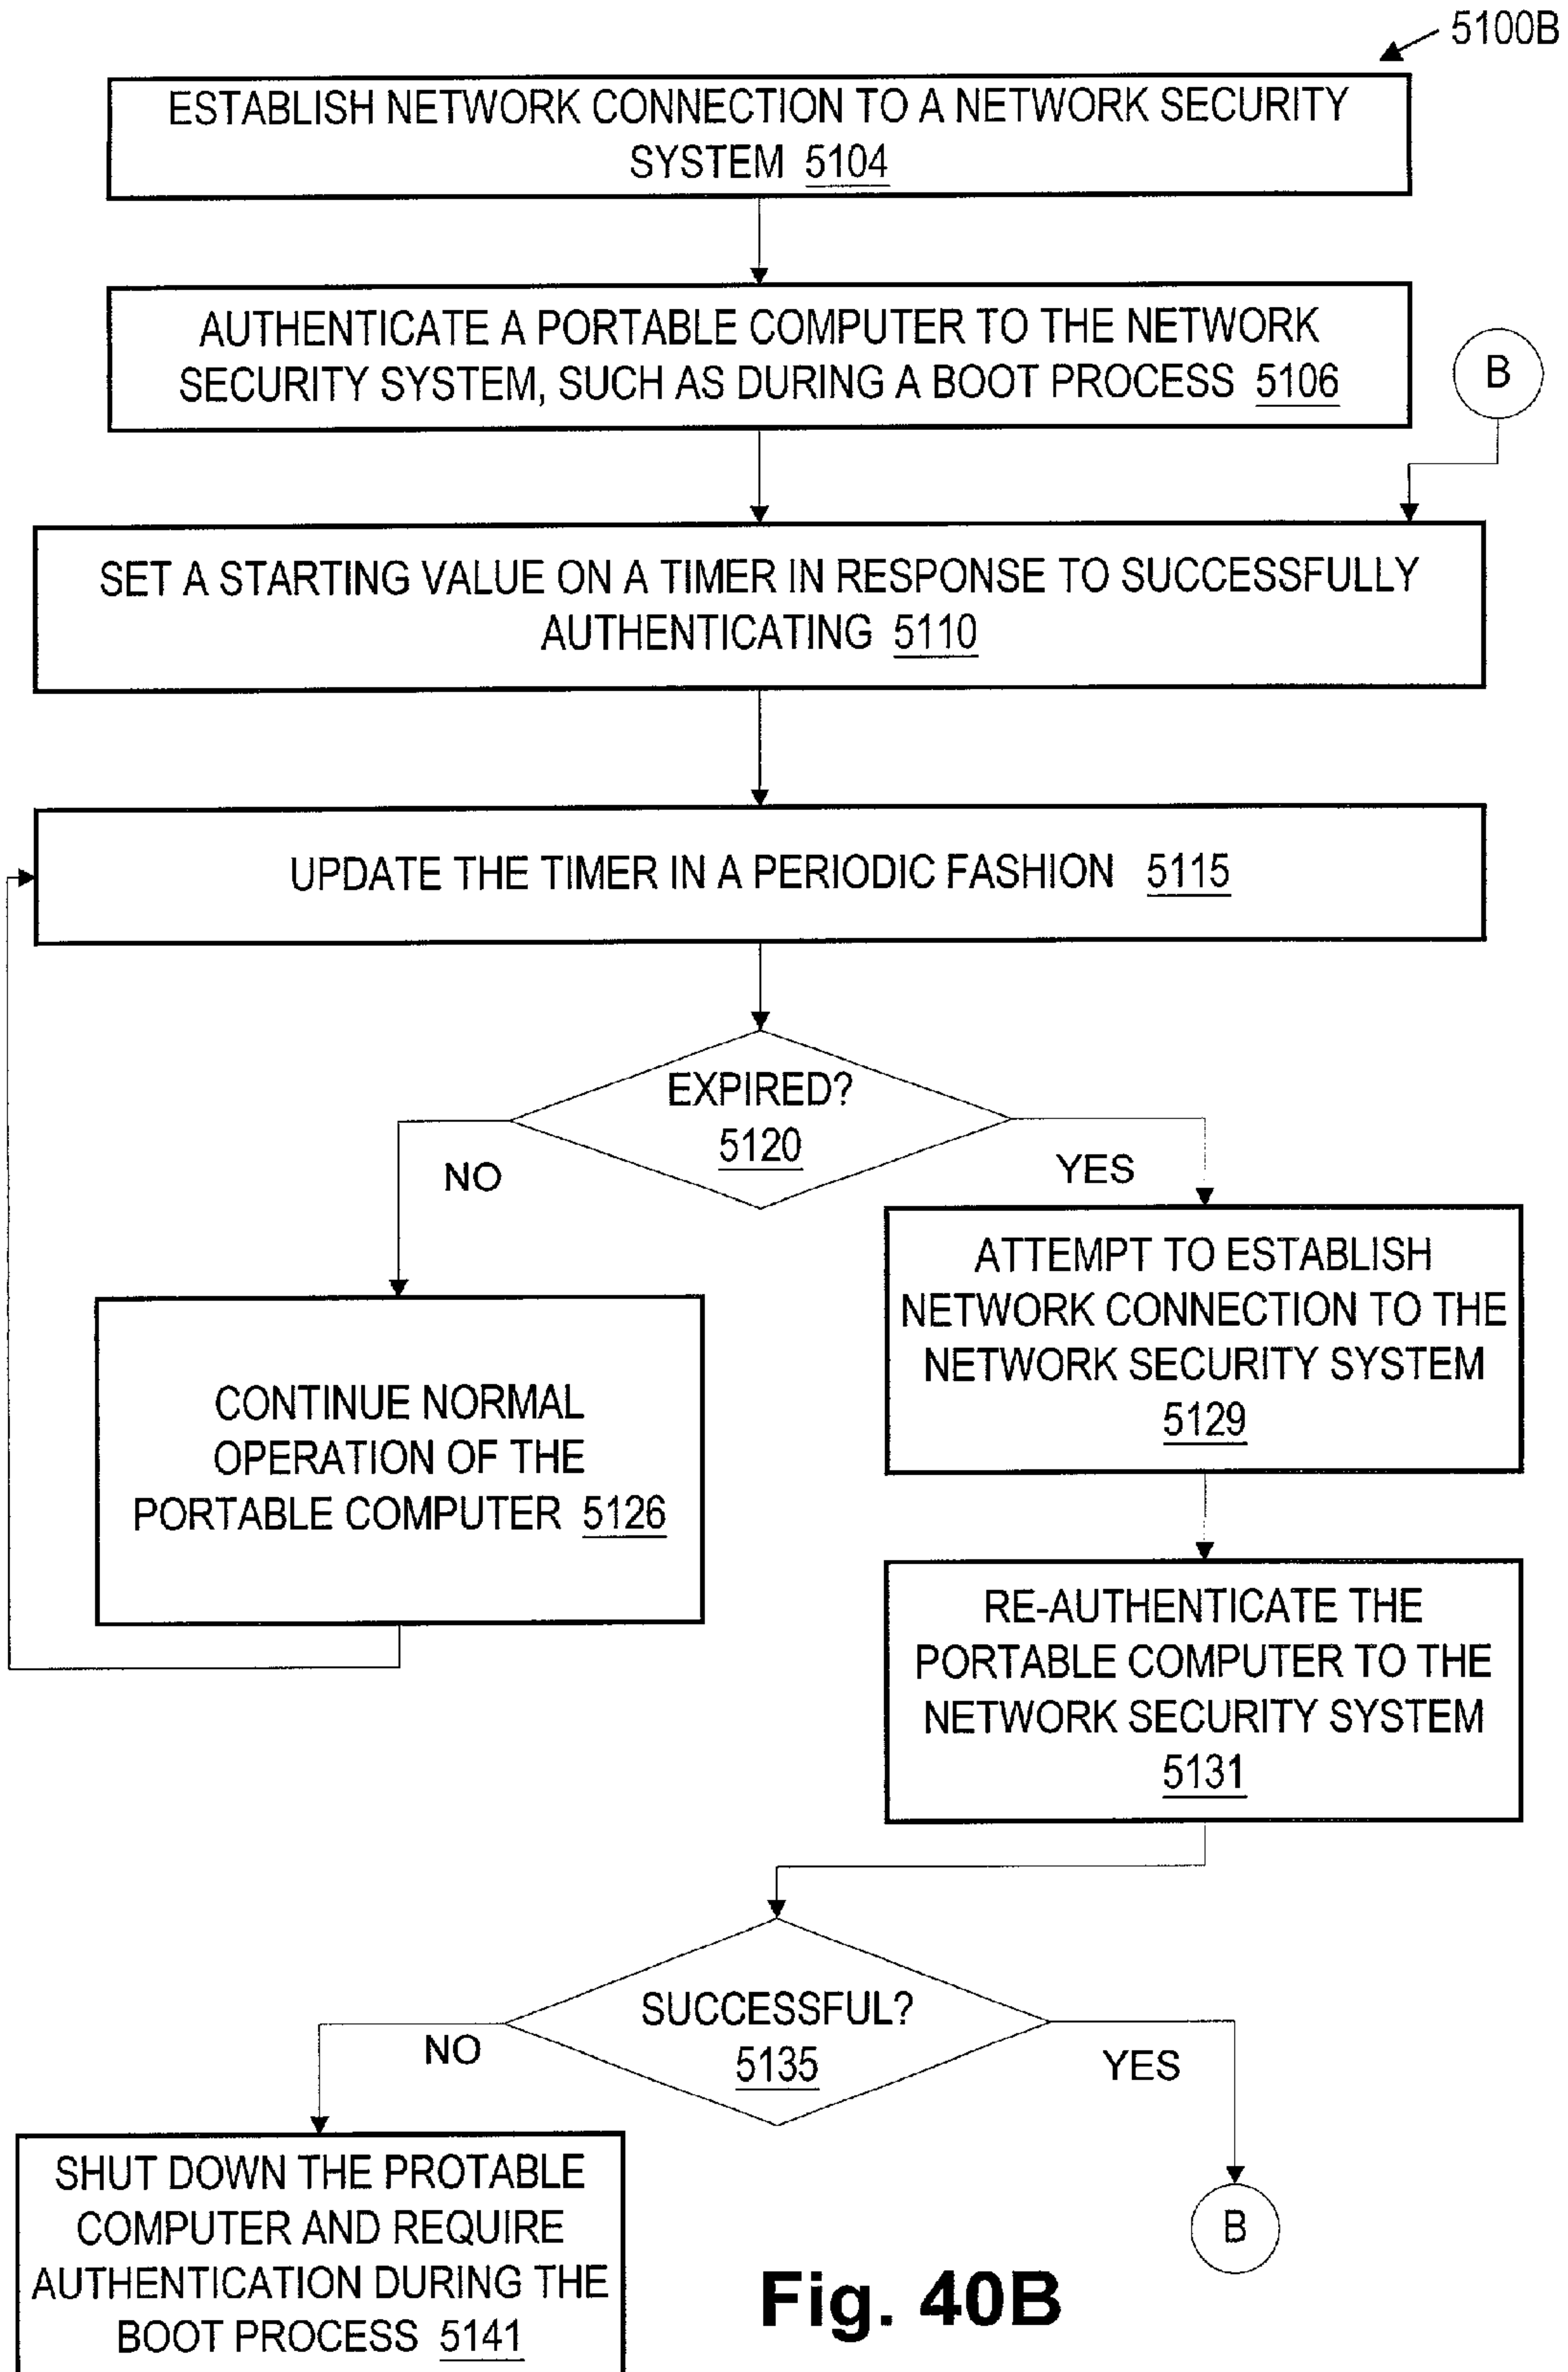 5100B
ESTABLISH NETWORK CONNECTION TO A NETWORK SECURITY
SYSTEM 5104
AUTHENTICATE A PORTABLE COMPUTER TO THE NETWORK
SECURITY SYSTEM, SUCH AS DURING A BOOT PROCESS 5106
B
SET A STARTING VALUE ON A TIMER IN RESPONSE TO SUCCESSFULLY
AUTHENTICATING 5110
UPDATE THE TIMER IN A PERIODIC FASHION 5115
EXPIRED?
5120
NO
YES
CONTINUE NORMAL
OPERATION OF THE
PORTABLE COMPUTER 5126
ATTEMPT TO ESTABLISH
NETWORK CONNECTION TO THE
NETWORK SECURITY SYSTEM
5129
RE-AUTHENTICATE THE
PORTABLE COMPUTER TO THE
NETWORK SECURITY SYSTEM
5131
SUCCESSFUL?
5135
NO
YES
SHUT DOWN THE PROTABLE
COMPUTER AND REQUIRE
AUTHENTICATION DURING THE
BOOT PROCESS 5141
B
Fig. 40B